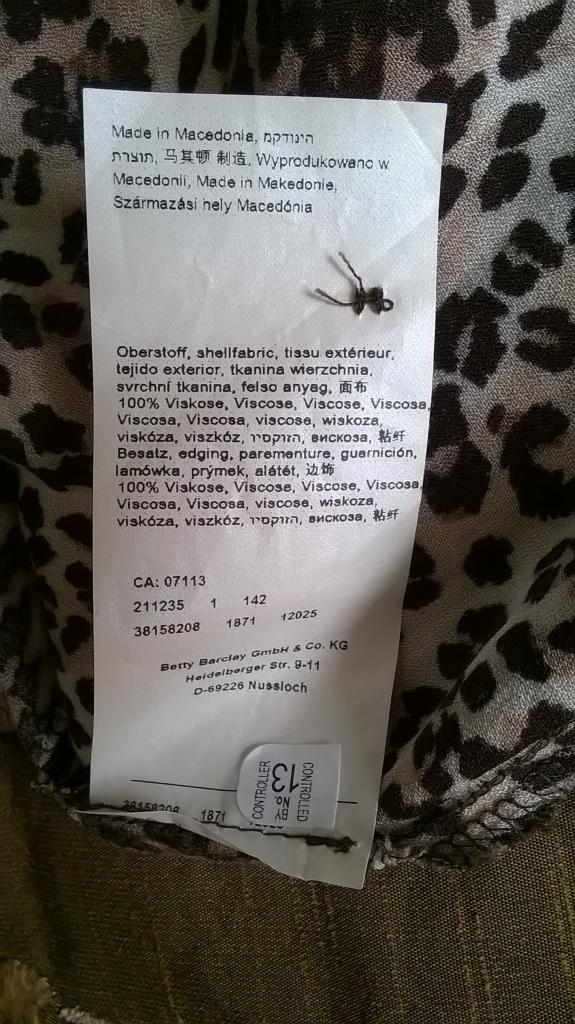 Made in Macedonia, הינודקמ
תרצות, 马其顿 制造, Wyprodukowano w
Macedonii, Made in Makedonie,
Származási hely Macedónia
Oberstoff, shellfabric, tissu extérieur,
tejido exterior, tkanina wierzchnia,
svrchní tkanina, felso anyag, 面布
100% Viskose, Viscose, Viscose, Viscosa,
Viscosa, Viscosa, viscose, wiskoza,
viskóza, viszkóz, вискоза, 粘纤
Besatz, edging, parementure, guarnición,
lamówka, prýmek, alátét, 边饰
100% Viskose, Viscose, Viscose, Viscosa,
Viscosa, Viscosa, viscose, wiskoza,
viskóza, viszkóz, вискоза, 粘纤
CA: 07113
211235 1 142
38158208 1871 12025
Betty Barclay GmbH & Co. KG
Heidelberger Str. 9-11
D-69226 Nussloch
CONTROLLED
BY
No. 13
CONTROLLER
38158208 1871